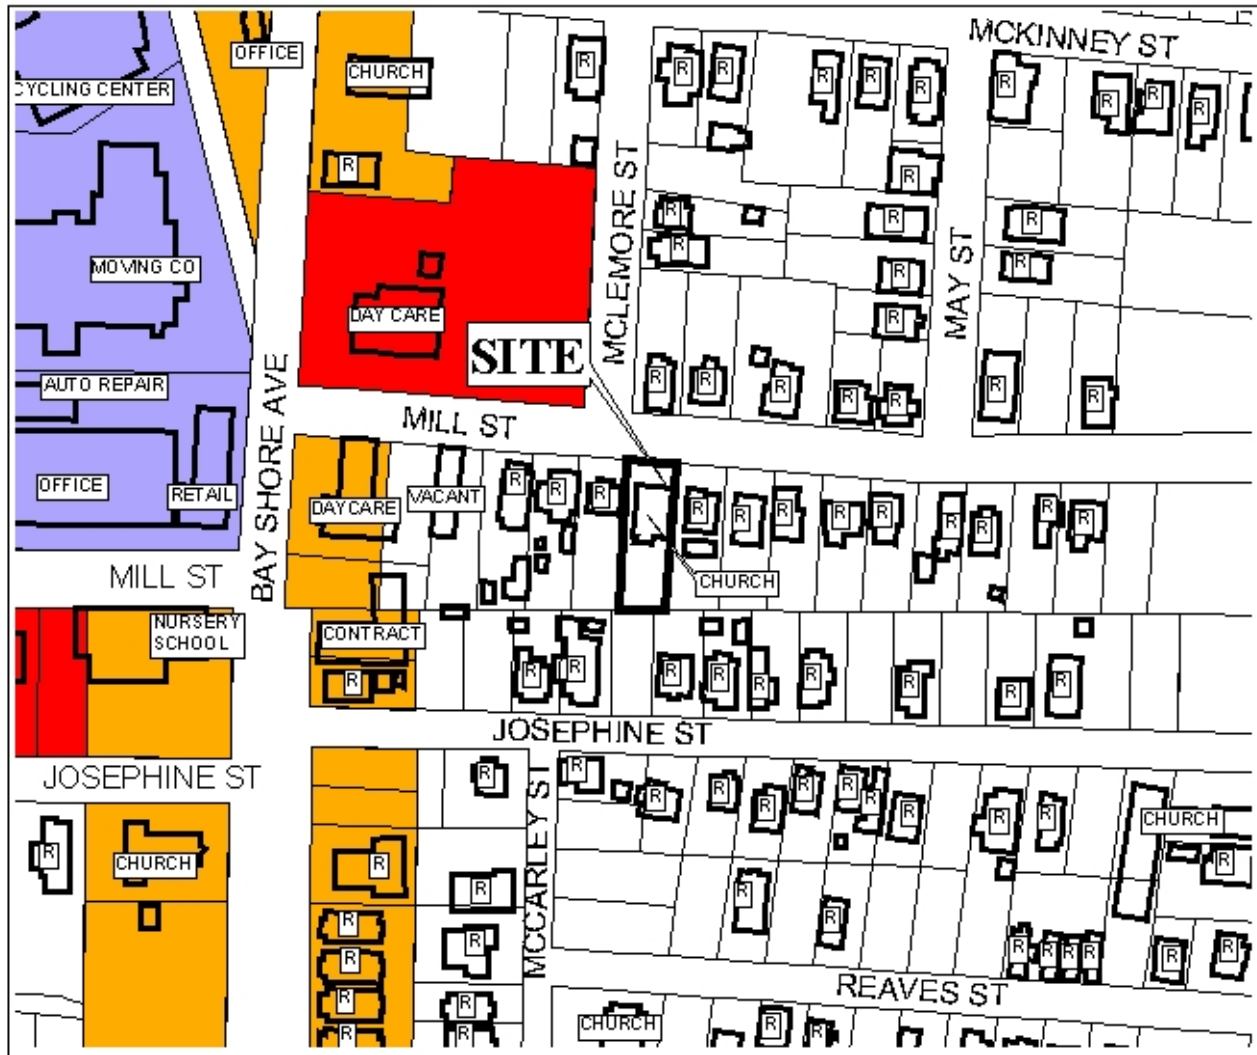 MCKINNEY ST
OFFICE
CHURCH
R
R
R
R
R
R
R
R
R
R
R
CYCLING CENTER
R
R
R
R
R
R
MOVING CO
R
R
R
DAY CARE
R
MCLEMORE ST
MAY ST
SITE
BAY SHORE AVE
AUTO REPAIR
R
R
R
R
R
R
R
MILL ST
OFFICE
RETAIL
DAYCARE
VACANT
R
R
R
R
R
R
R
R
R
R
R
R
MILL ST
CHURCH
NURSERY
SCHOOL
CONTRACT
R
R
R
R
R
R
R
R
R
R
JOSEPHINE ST
JOSEPHINE ST
R
R
R
R
R
R
R
R
R
R
R
CHURCH
R
CHURCH
R
R
R
MCCARLEY ST
R
R
R
R
R
R
R
R
R
R
R
R
R
R
REAVES ST
R
R
R
R
CHURCH
R
R